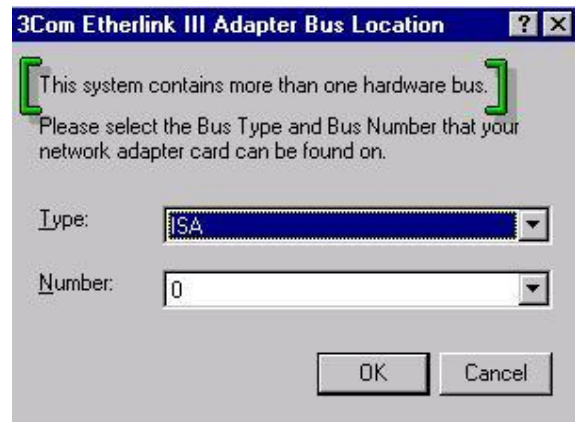 3Com Etherlink III Adapter Bus Location
This system contains more than one hardware bus.
Please select the Bus Type and Bus Number that your
network adapter card can be found on.
Type: ISA
Number: 0
OK Cancel